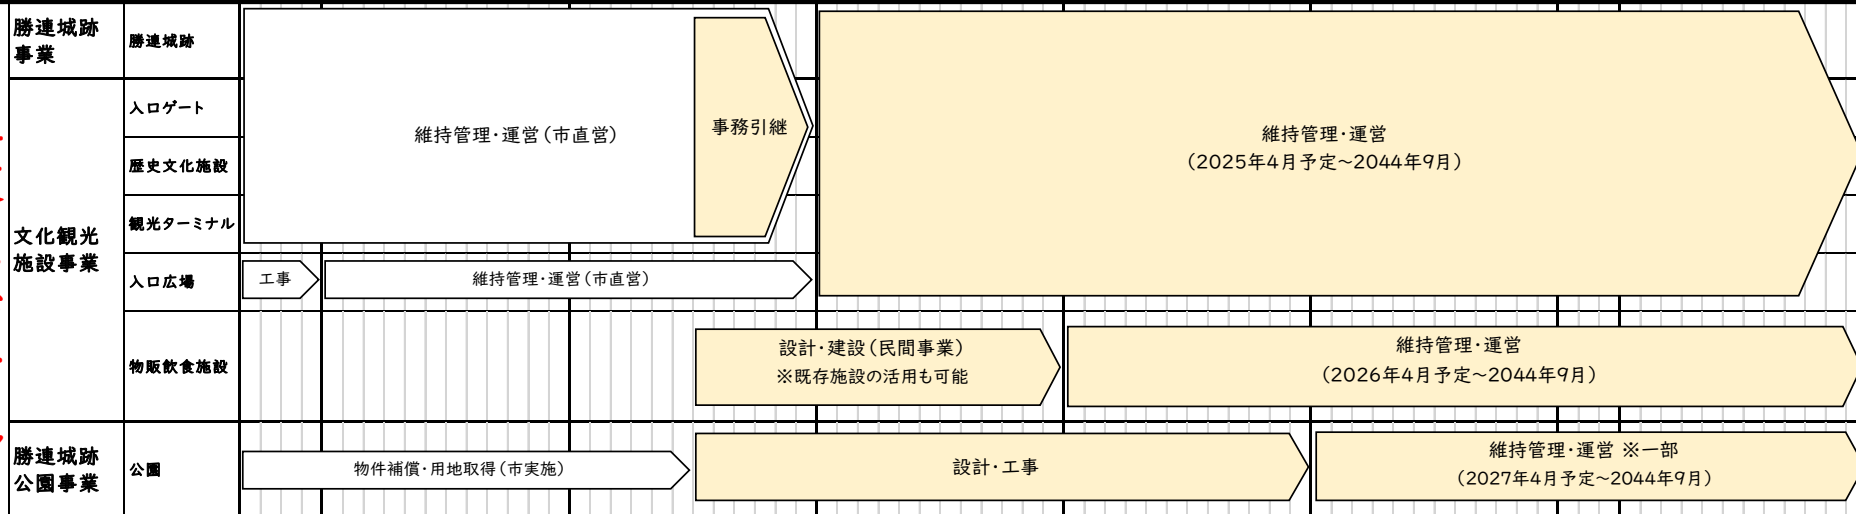 勝連城跡
事業
勝連城跡
入口ゲート
歴史文化施設
観光ターミナル
文化観光
施設事業
入口広場
物販飲食施設
維持管理・運営(市直営)
事務引継
維持管理・運営
(2025年4月予定~2044年9月)
工事
維持管理・運営(市直営)
設計・建設(民間事業)
※既存施設の活用も可能
維持管理・運営
(2026年4月予定~2044年9月)
勝連城跡
公園事業
公園
物件補償・用地取得(市実施)
設計・工事
維持管理・運営 ※一部
(2027年4月予定~2044年9月)